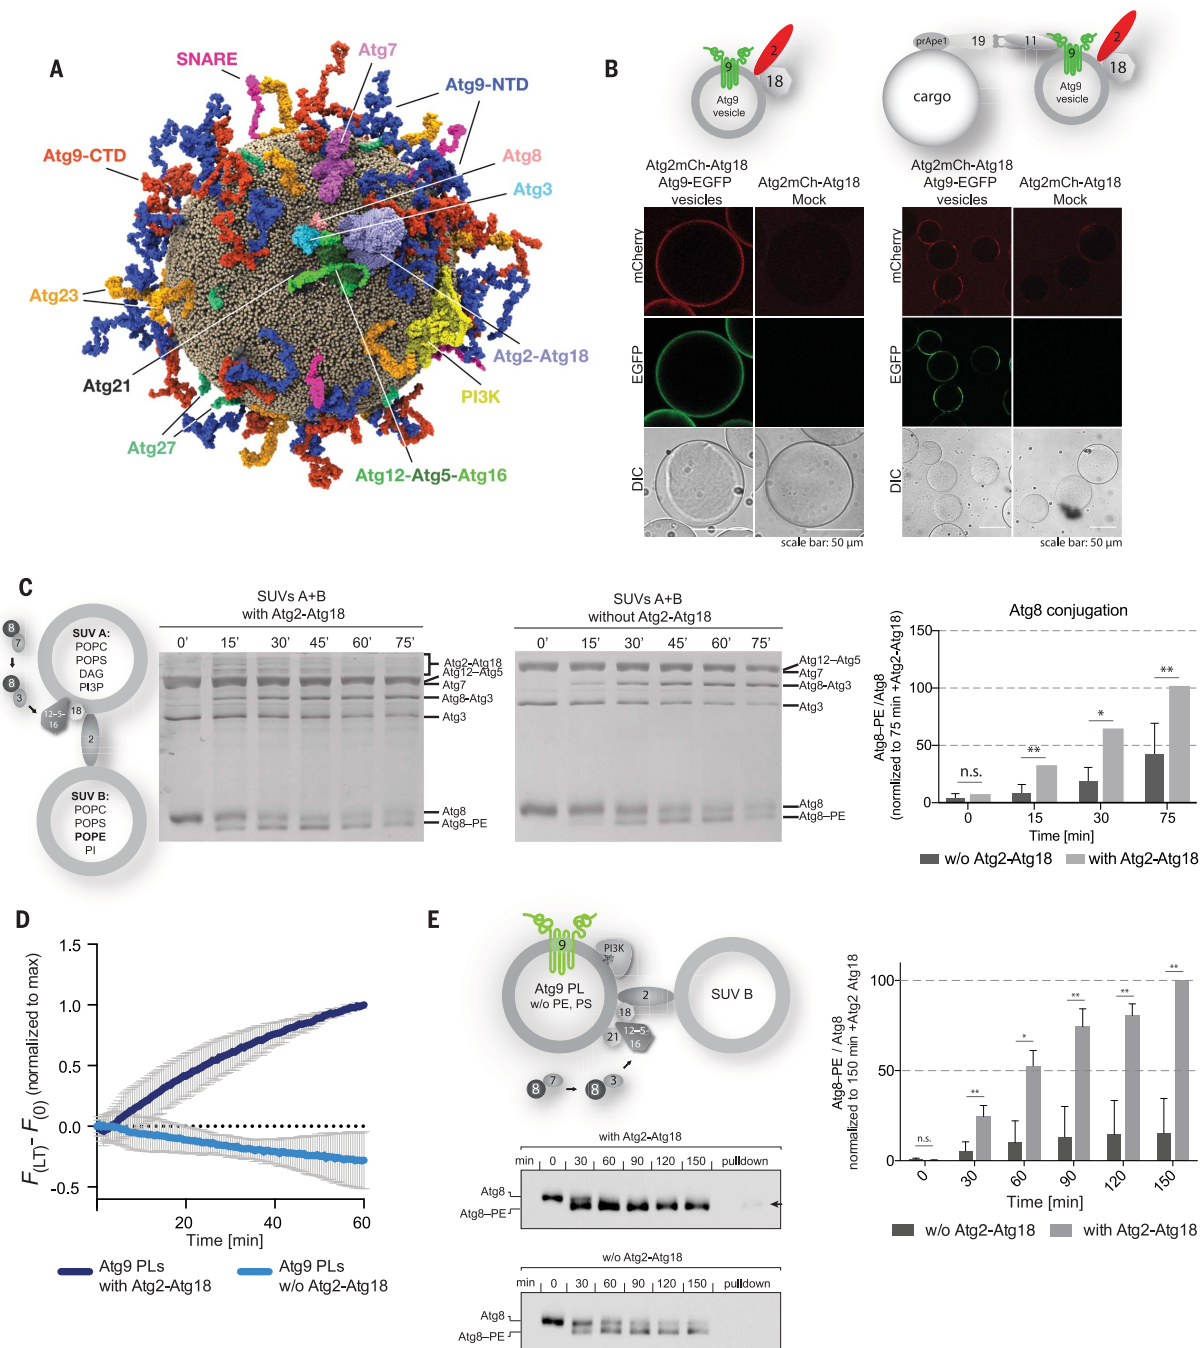 A
SNARE
Atg7
Atg9-NTD
Atg9-CTD
Atg8
Atg3
Atg23
Atg2-Atg18
Atg21
PI3K
Atg27
Atg12-Atg5-Atg16
B
9
2
18
Atg9
vesicle
prApe1
19
11
9
2
18
cargo
Atg9
vesicle
Atg2mCh-Atg18
Atg9-EGFP
vesicles
Atg2mCh-Atg18
Mock
Atg2mCh-Atg18
Atg9-EGFP
vesicles
Atg2mCh-Atg18
Mock
mCherry
EGFP
DIC
scale bar: 50 µm
mCherry
EGFP
DIC
scale bar: 50 µm
C
8
7
8
3
12–5-
16
18
2
SUV A:
POPC
POPS
DAG
PI3P
SUV B:
POPC
POPS
POPE
PI
SUVs A+B
with Atg2-Atg18
0' 15' 30' 45' 60' 75'
Atg2-Atg18
Atg12–Atg5
Atg7
Atg8-Atg3
Atg3
Atg8
Atg8-PE
SUVs A+B
without Atg2-Atg18
0' 15' 30' 45' 60' 75'
Atg12–Atg5
Atg7
Atg8-Atg3
Atg3
Atg8
Atg8–PE
Atg8 conjugation
Atg8–PE /Atg8
(normlized to 75 min +Atg2-Atg18)
150
100
50
0
n.s.
**
*
**
0 15 30 75
Time [min]
w/o Atg2-Atg18 with Atg2-Atg18
D
F(LT)- F(0) (normalized to max)
1.5
1.0
0.5
0.0
-0.5
20 40 60
Time [min]
Atg9 PLs
with Atg2-Atg18
Atg9 PLs
w/o Atg2-Atg18
E
9
PI3K
Atg9 PL
w/o PE, PS
2
SUV B
18
21
12–5-
16
8
7
8
3
with Atg2-Atg18
min 0 30 60 90 120 150 pulldown
Atg8
Atg8–PE
w/o Atg2-Atg18
min 0 30 60 90 120 150 pulldown
Atg8
Atg8–PE
Atg8–PE / Atg8
normlized to 150 min +Atg2 Atg18
100
50
0
n.s.
**
*
**
**
**
0 30 60 90 120 150
Time [min]
w/o Atg2-Atg18 with Atg2-Atg18